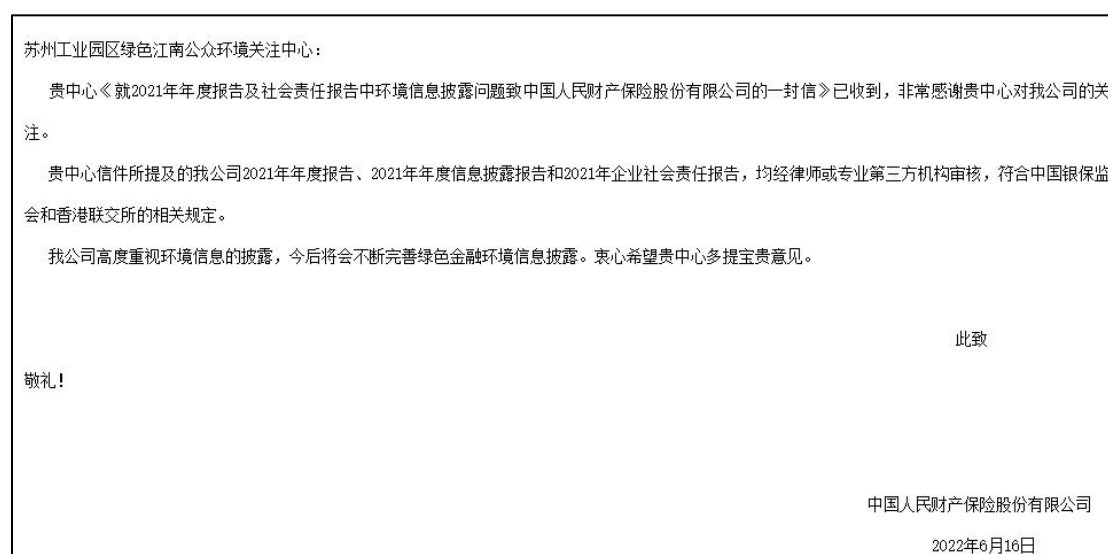 苏州工业园区绿色江南公众环境关注中心：
贵中心《就2021年年度报告及社会责任报告中环境信息披露问题致中国人民财产保险股份有限公司的一封信》已收到，非常感谢贵中心对我公司的关
注。
贵中心信件所提及的我公司2021年年度报告、2021年年度信息披露报告和2021年企业社会责任报告，均经律师或专业第三方机构审核，符合中国银保监
会和香港联交所的相关规定。
我公司高度重视环境信息的披露，今后将会不断完善绿色金融环境信息披露。衷心希望贵中心多提宝贵意见。
此致
敬礼！
中国人民财产保险股份有限公司
2022年6月16日